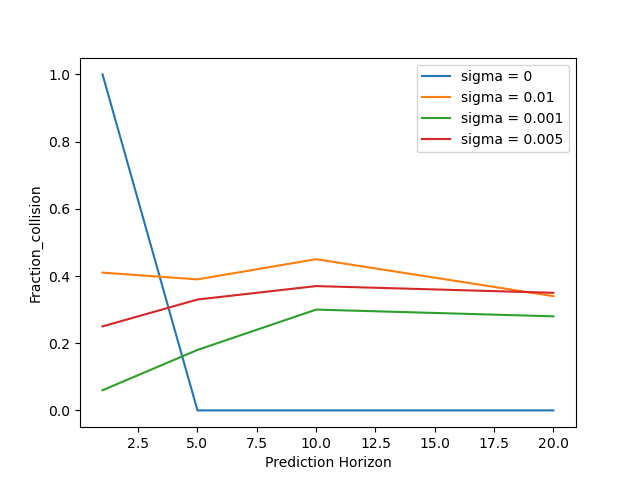 sigma = 0
sigma = 0.01
sigma = 0.001
sigma = 0.005
1.0
0.8
0.6
0.4
0.2
0.0
Fraction_collision
2.5 5.0 7.5 10.0 12.5 15.0 17.5 20.0
Prediction Horizon